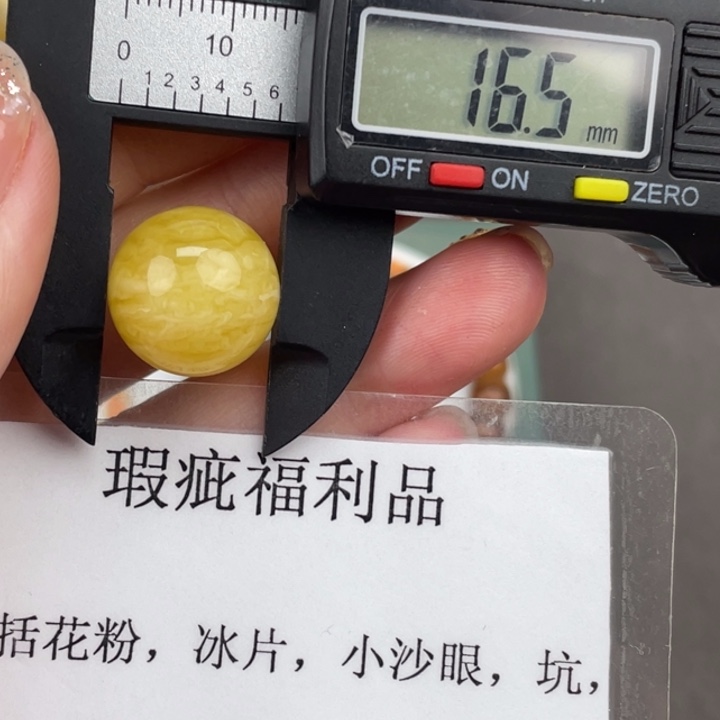 0 10
1 2 3 4 5 6
16.5 mm
OFF ON ZERO
瑕疵福利品
括花粉，冰片，小沙眼，坑，